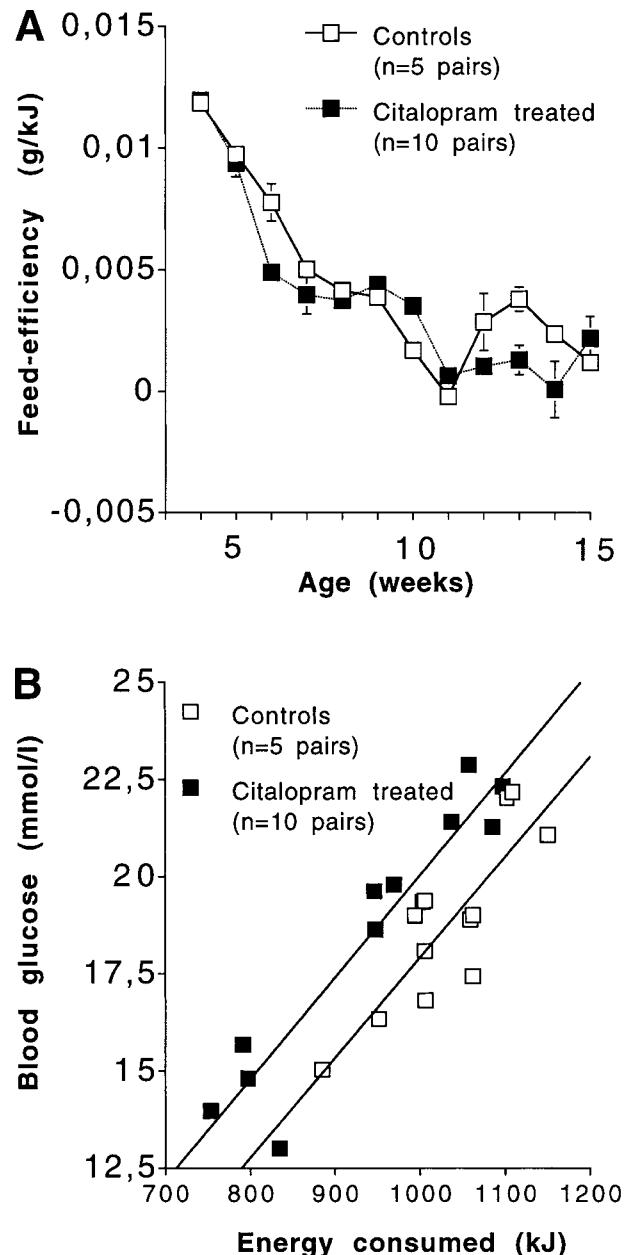 A
0,015
0,01
0,005
0
-0,005
Feed-efficiency (g/kJ)
Controls
(n=5 pairs)
Citalopram treated
(n=10 pairs)
5
10
15
Age (weeks)
B
25
22,5
20
17,5
15
12,5
Blood glucose (mmol/l)
Controls
(n=5 pairs)
Citalopram treated
(n=10 pairs)
700
800
900
1000
1100
1200
Energy consumed (kJ)